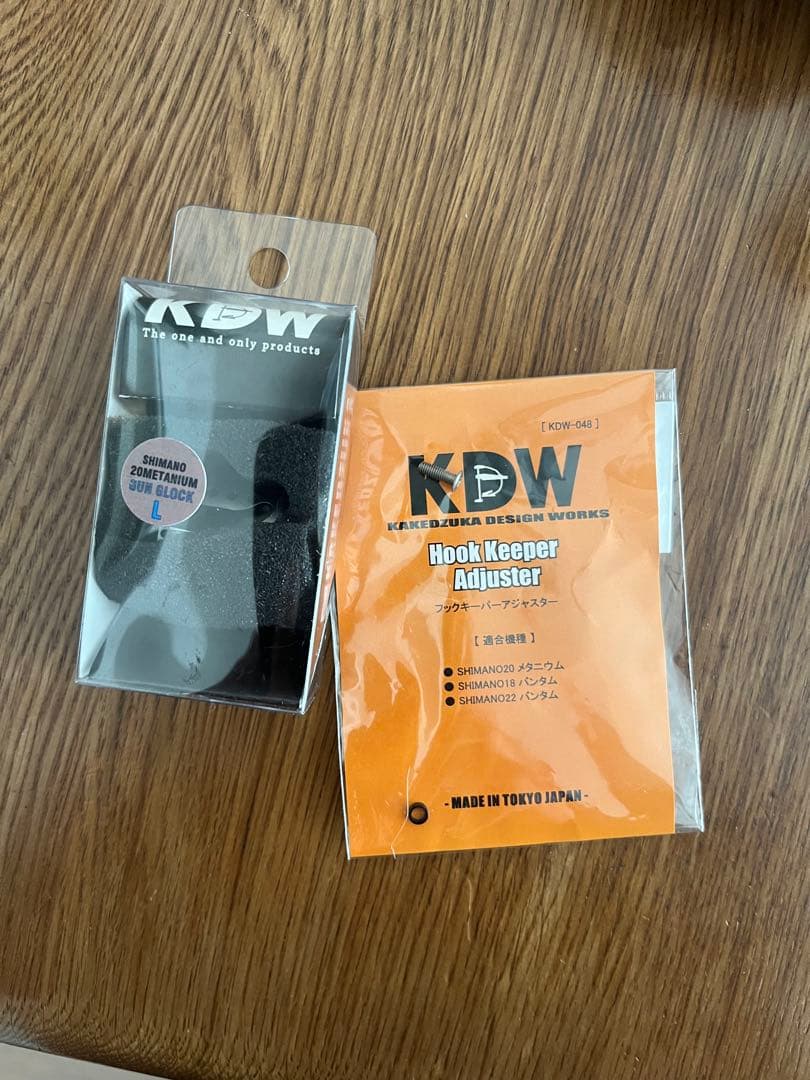 KDW
The one and only products
SHIMANO
20METANIUM
GUN GLOCK
L
[ KDW-048 ]
KDW
KAKEDZUKA DESIGN WORKS
Hook Keeper
Adjuster
フックキーパーアジャスター
【 適合機種 】
● SHIMANO20 メタニウム
● SHIMANO18 バンタム
● SHIMANO22 バンタム
- MADE IN TOKYO JAPAN -